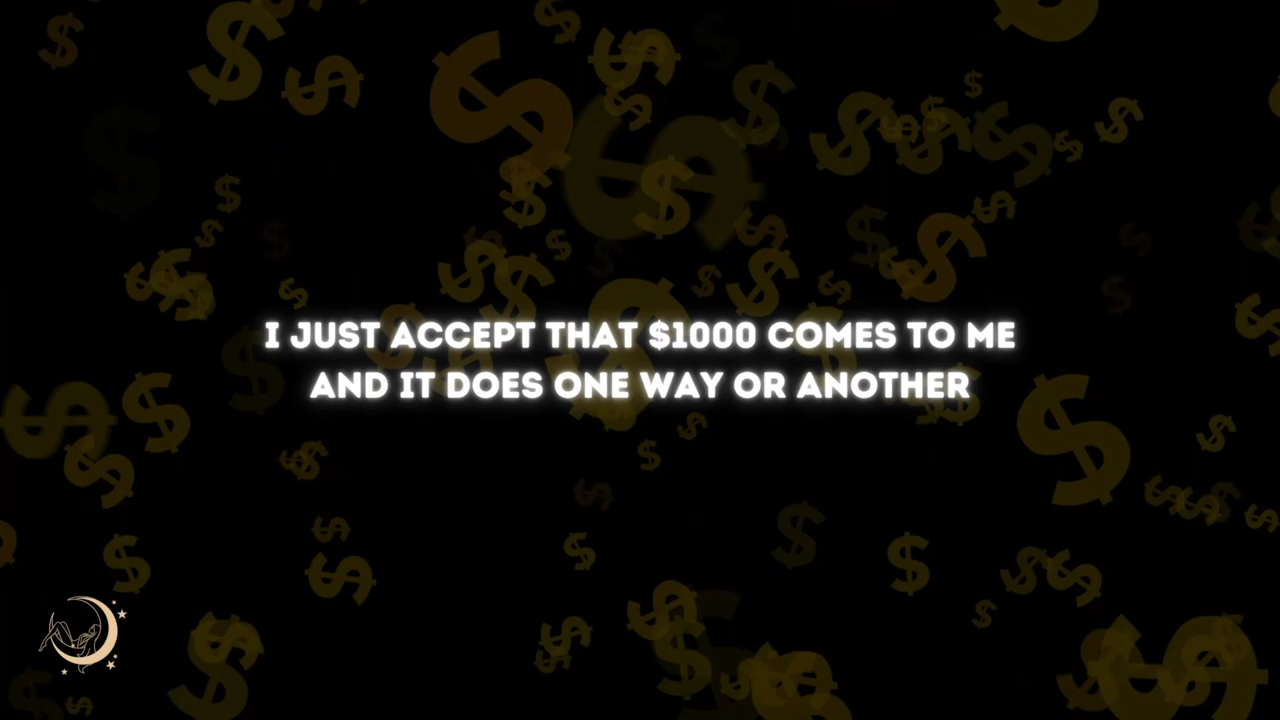 I JUST ACCEPT THAT $1000 COMES TO ME
AND IT DOES ONE WAY OR ANOTHER